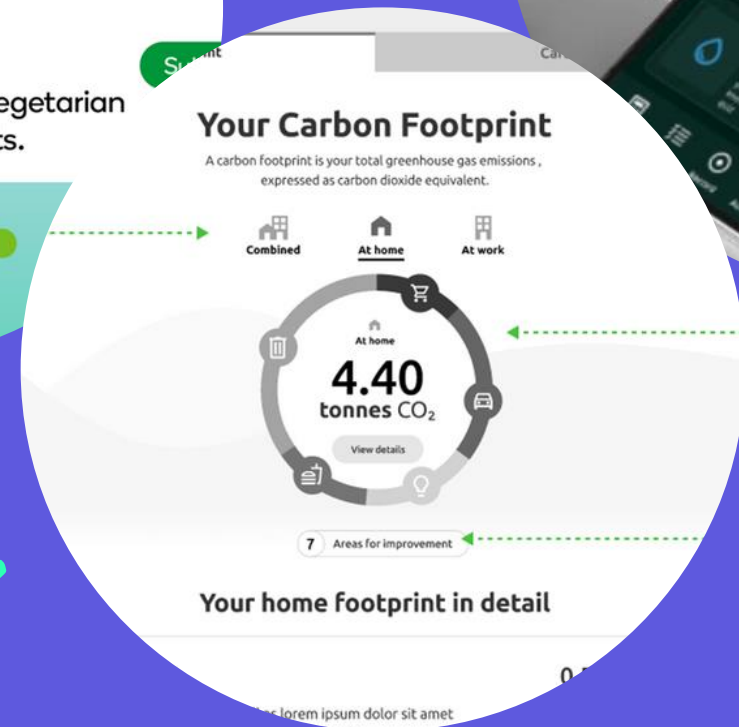 egetarian
ts.
Your Carbon Footprint
A carbon footprint is your total greenhouse gas emissions ,
expressed as carbon dioxide equivalent.
Combined
At home
At work
At home
4.40
tonnes CO₂
View details
7 Areas for improvement
Your home footprint in detail
lorem ipsum dolor sit amet